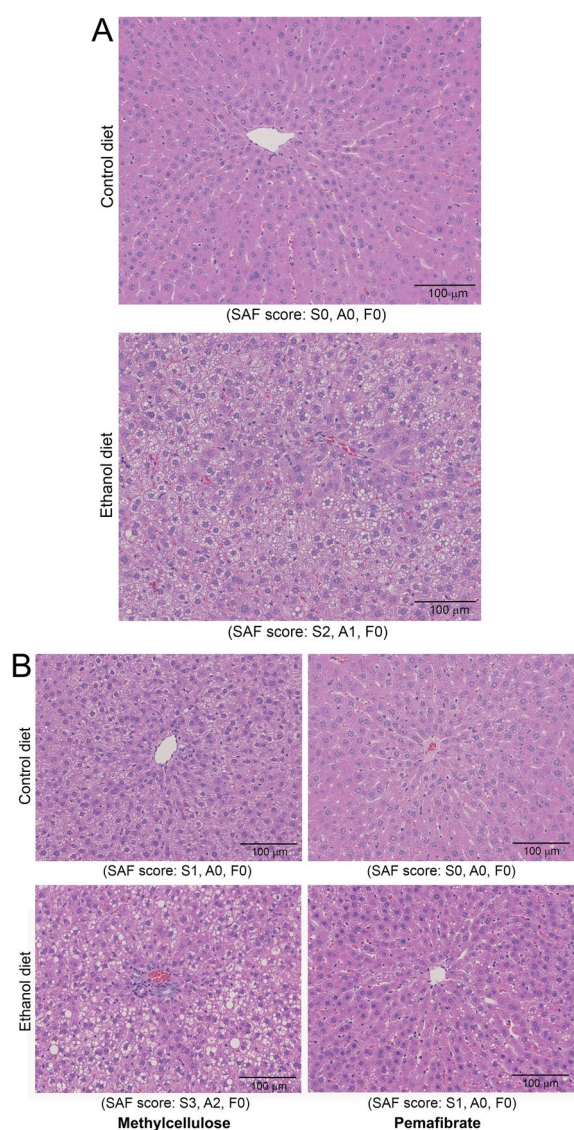 A
Control diet
100 μm
(SAF score: S0, A0, F0)
Ethanol diet
100 μm
(SAF score: S2, A1, F0)
B
Control diet
100 μm
100 μm
(SAF score: S1, A0, F0)
(SAF score: S0, A0, F0)
Ethanol diet
100 μm
100 μm
(SAF score: S3, A2, F0)
(SAF score: S1, A0, F0)
Methylcellulose
Pemafibrate